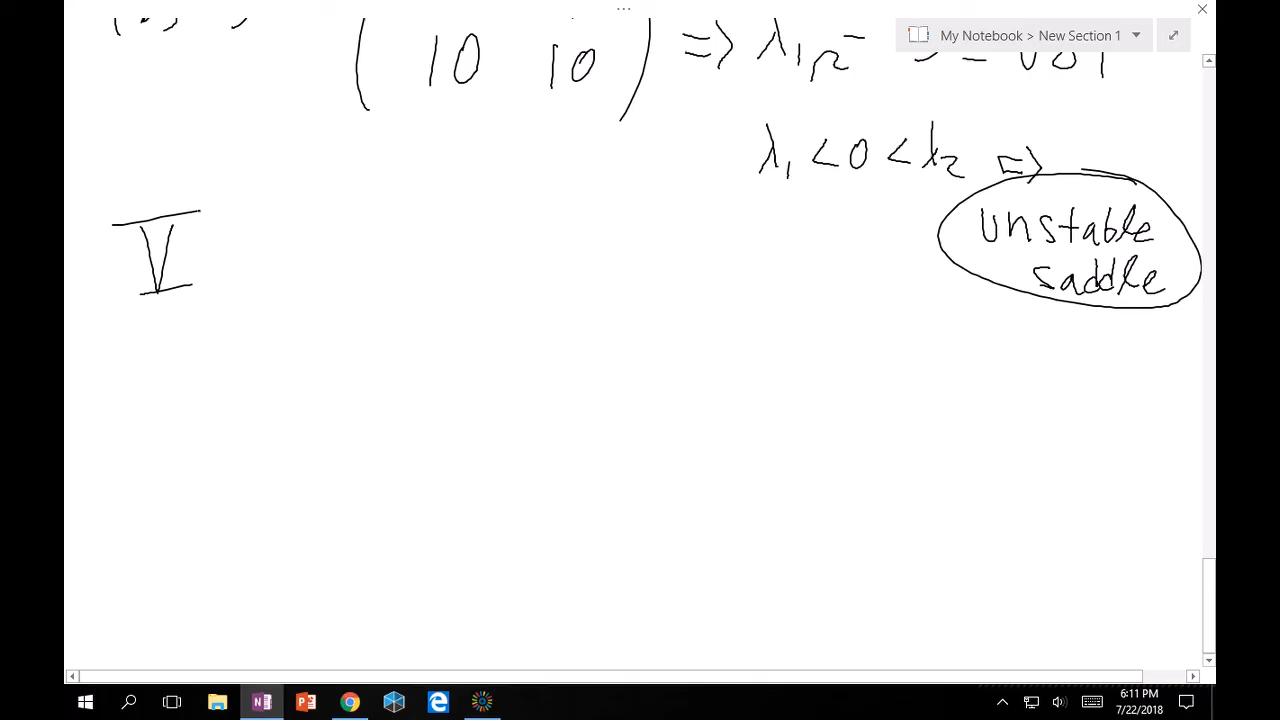 My Notebook > New Section 1
10 10 => λ1,2 =
λ1 < 0 < λ2 =>
unstable
saddle
V
6:11 PM
7/22/2018